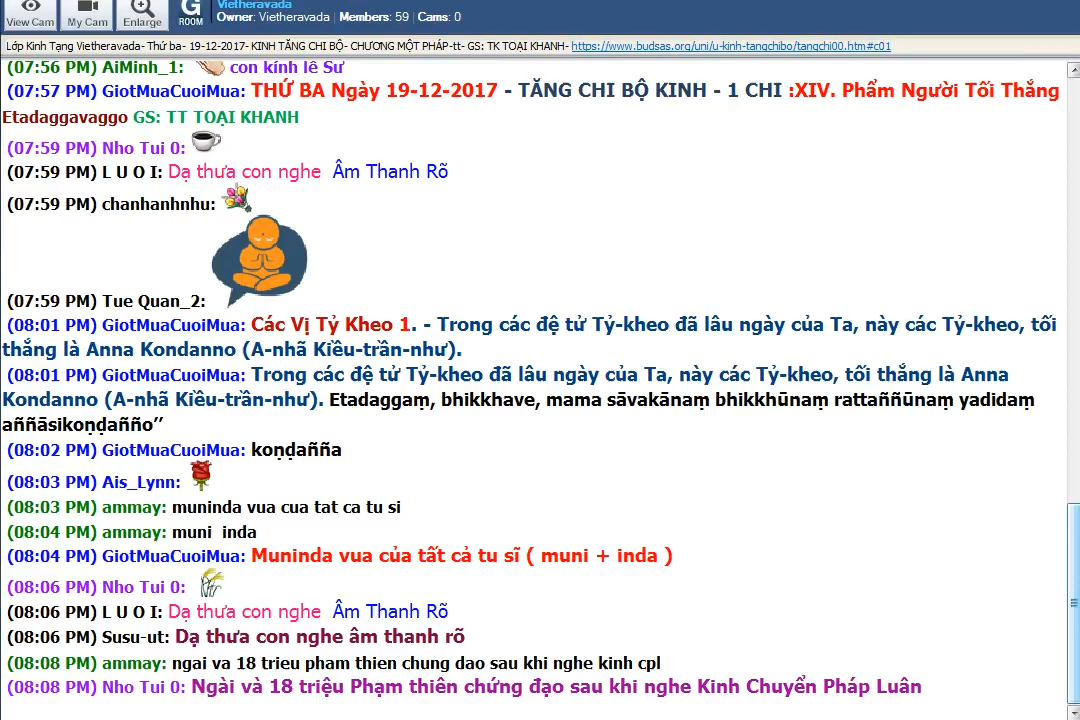 View Cam
My Cam
Enlarge
G
ROOM
Vietheravada
Owner: Vietheravada | Members: 59 | Cams: 0
Lớp Kinh Tạng Vietheravada- Thứ ba- 19-12-2017- KINH TĂNG CHI BỘ- CHƯƠNG MỘT PHÁP-tt- GS: TK TOẠI KHANH- https://www.budsas.org/uni/u-kinh-tangchibo/tangchi00.htm#c01
(07:56 PM) AiMinh_1: con kính lê Sư
(07:57 PM) GiotMuaCuoiMua: THỨ BA Ngày 19-12-2017 - TĂNG CHI BỘ KINH - 1 CHI :XIV. Phẩm Người Tối Thắng
Etadaggavaggo GS: TT TOẠI KHANH
(07:59 PM) Nho Tui 0:
(07:59 PM) L U O I: Dạ thưa con nghe Âm Thanh Rõ
(07:59 PM) chanhanhnhu:
(07:59 PM) Tue Quan_2:
(08:01 PM) GiotMuaCuoiMua: Các Vị Tỷ Kheo 1. - Trong các đệ tử Tỷ-kheo đã lâu ngày của Ta, này các Tỷ-kheo, tối
thắng là Anna Kondanno (A-nhã Kiều-trần-như).
(08:01 PM) GiotMuaCuoiMua: Trong các đệ tử Tỷ-kheo đã lâu ngày của Ta, này các Tỷ-kheo, tối thắng là Anna
Kondanno (A-nhã Kiều-trần-như). Etadaggaṃ, bhikkhave, mama sāvakānaṃ bhikkhūnaṃ rattaññūnaṃ yadidaṃ
aññāsikoṇḍañño’’
(08:02 PM) GiotMuaCuoiMua: koṇḍañña
(08:03 PM) Ais_Lynn:
(08:03 PM) ammay: muninda vua cua tat ca tu si
(08:04 PM) ammay: muni inda
(08:04 PM) GiotMuaCuoiMua: Muninda vua của tất cả tu sĩ ( muni + inda )
(08:06 PM) Nho Tui 0:
(08:06 PM) L U O I: Dạ thưa con nghe Âm Thanh Rõ
(08:06 PM) Susu-ut: Dạ thưa con nghe âm thanh rõ
(08:08 PM) ammay: ngai va 18 trieu pham thien chung dao sau khi nghe kinh cpl
(08:08 PM) Nho Tui 0: Ngài và 18 triệu Phạm thiên chứng đạo sau khi nghe Kinh Chuyển Pháp Luân